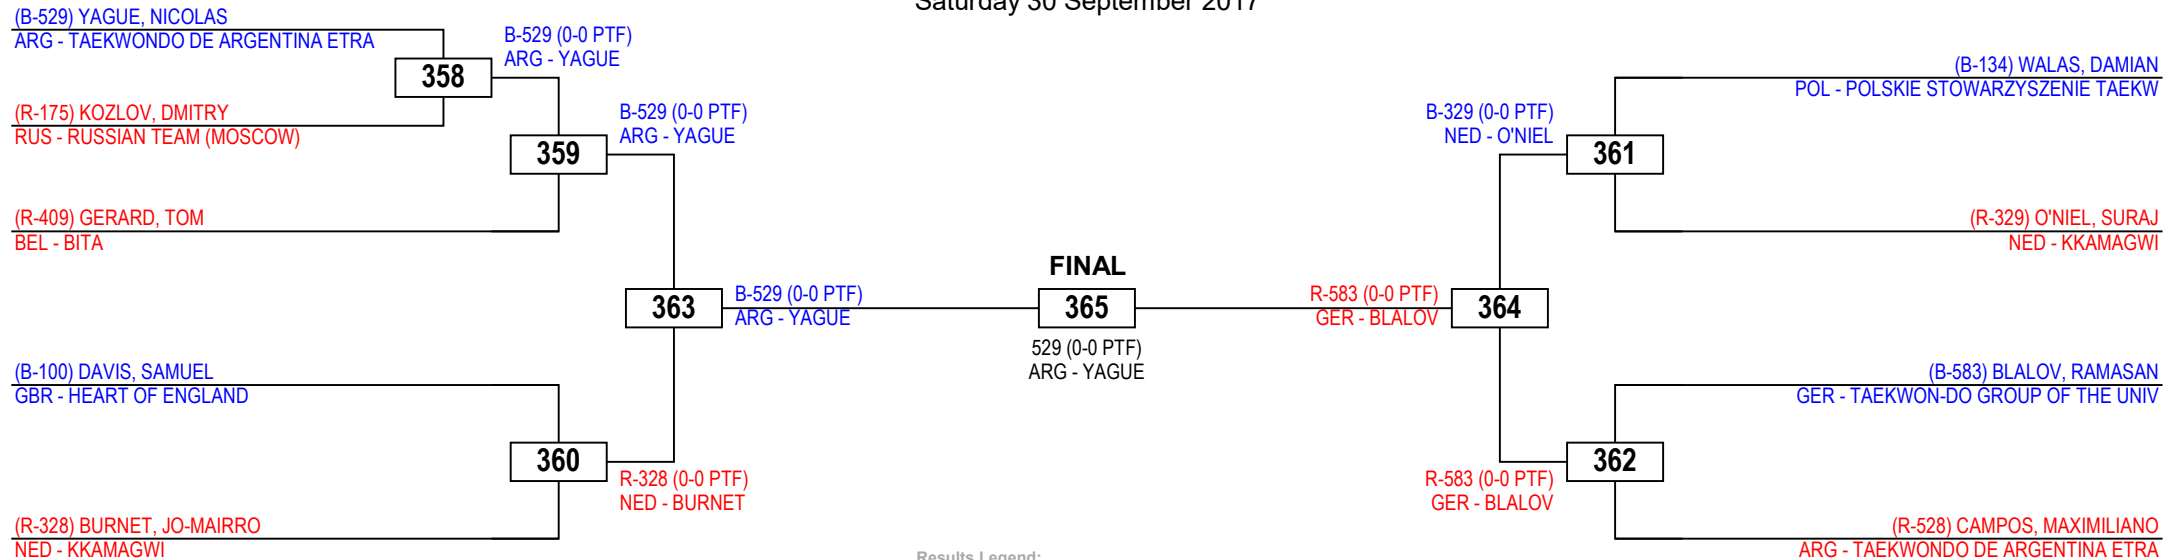 Saturday 30 September 2017
(B-529) YAGUE, NICOLAS
ARG - TAEKWONDO DE ARGENTINA ETRA
358
B-529 (0-0 PTF)
ARG - YAGUE
(R-175) KOZLOV, DMITRY
RUS - RUSSIAN TEAM (MOSCOW)
359
B-529 (0-0 PTF)
ARG - YAGUE
(R-409) GERARD, TOM
BEL - BITA
363
B-529 (0-0 PTF)
ARG - YAGUE
(B-100) DAVIS, SAMUEL
GBR - HEART OF ENGLAND
360
R-328 (0-0 PTF)
NED - BURNET
(R-328) BURNET, JO-MAIRRO
NED - KKAMAGWI
FINAL
365
529 (0-0 PTF)
ARG - YAGUE
(B-134) WALAS, DAMIAN
POL - POLSKIE STOWARZYSZENIE TAEKW
B-329 (0-0 PTF)
NED - O'NIEL
361
(R-329) O'NIEL, SURAJ
NED - KKAMAGWI
R-583 (0-0 PTF)
GER - BLALOV
364
(B-583) BLALOV, RAMASAN
GER - TAEKWON-DO GROUP OF THE UNIV
R-583 (0-0 PTF)
GER - BLALOV
362
(R-528) CAMPOS, MAXIMILIANO
ARG - TAEKWONDO DE ARGENTINA ETRA
Results Legend: